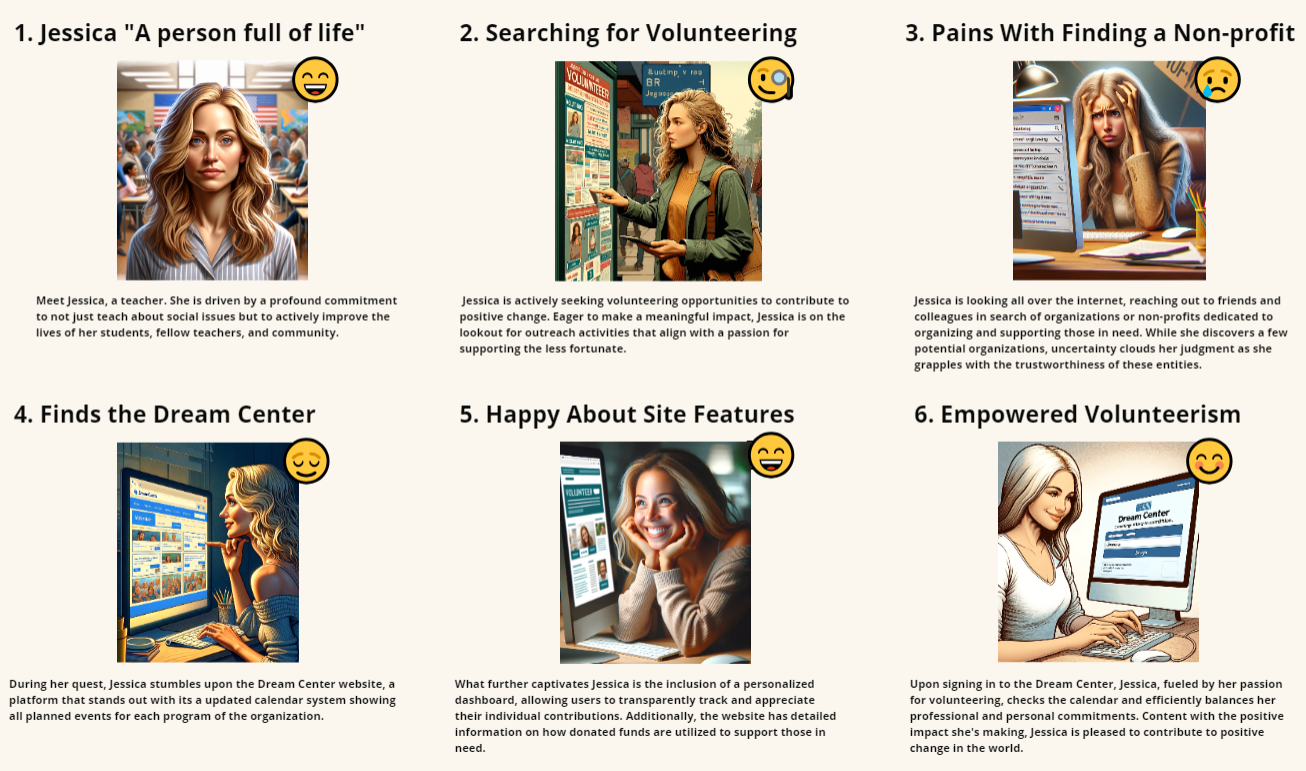 1. Jessica "A person full of life"
Meet Jessica, a teacher. She is driven by a profound commitment
to not just teach about social issues but to actively improve the
lives of her students, fellow teachers, and community.
2. Searching for Volunteering
VOLUNTEER
BR
Jessica is actively seeking volunteering opportunities to contribute to
positive change. Eager to make a meaningful impact, Jessica is on the
lookout for outreach activities that align with a passion for
supporting the less fortunate.
3. Pains With Finding a Non-profit
Jessica is looking all over the internet, reaching out to friends and
colleagues in search of organizations or non-profits dedicated to
organizing and supporting those in need. While she discovers a few
potential organizations, uncertainty clouds her judgment as she
grapples with the trustworthiness of these entities.
4. Finds the Dream Center
During her quest, Jessica stumbles upon the Dream Center website, a
platform that stands out with its a updated calendar system showing
all planned events for each program of the organization.
5. Happy About Site Features
VOLUNTEER
What further captivates Jessica is the inclusion of a personalized
dashboard, allowing users to transparently track and appreciate
their individual contributions. Additionally, the website has detailed
information on how donated funds are utilized to support those in
need.
6. Empowered Volunteerism
Dream Center
Upon signing in to the Dream Center, Jessica, fueled by her passion
for volunteering, checks the calendar and efficiently balances her
professional and personal commitments. Content with the positive
impact she's making, Jessica is pleased to contribute to positive
change in the world.